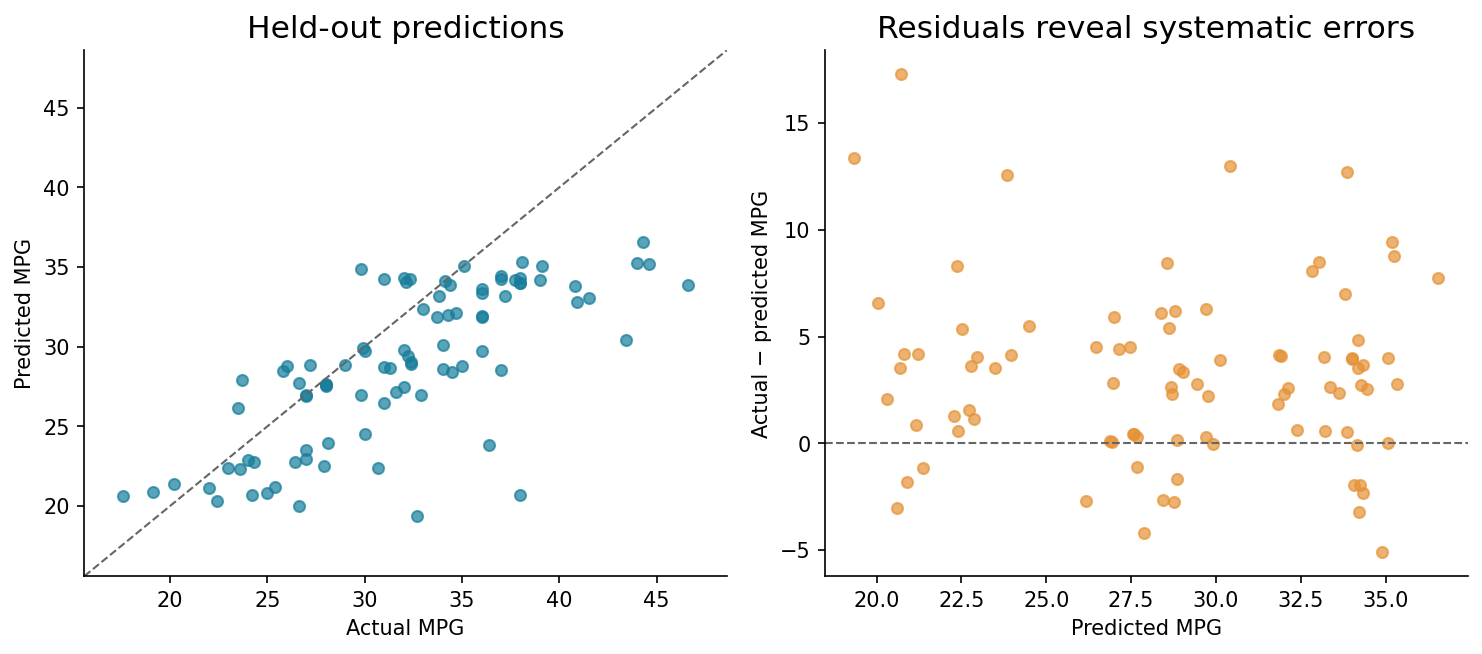 Held-out predictions
Predicted MPG
45
40
35
30
25
20
20 25 30 35 40 45
Actual MPG
Residuals reveal systematic errors
Actual − predicted MPG
15
10
5
0
−5
20.0 22.5 25.0 27.5 30.0 32.5 35.0
Predicted MPG